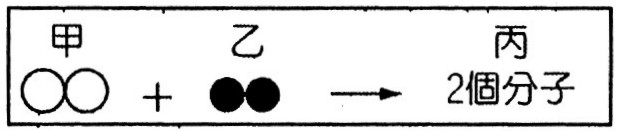 甲 乙 丙
+ → 2個分子